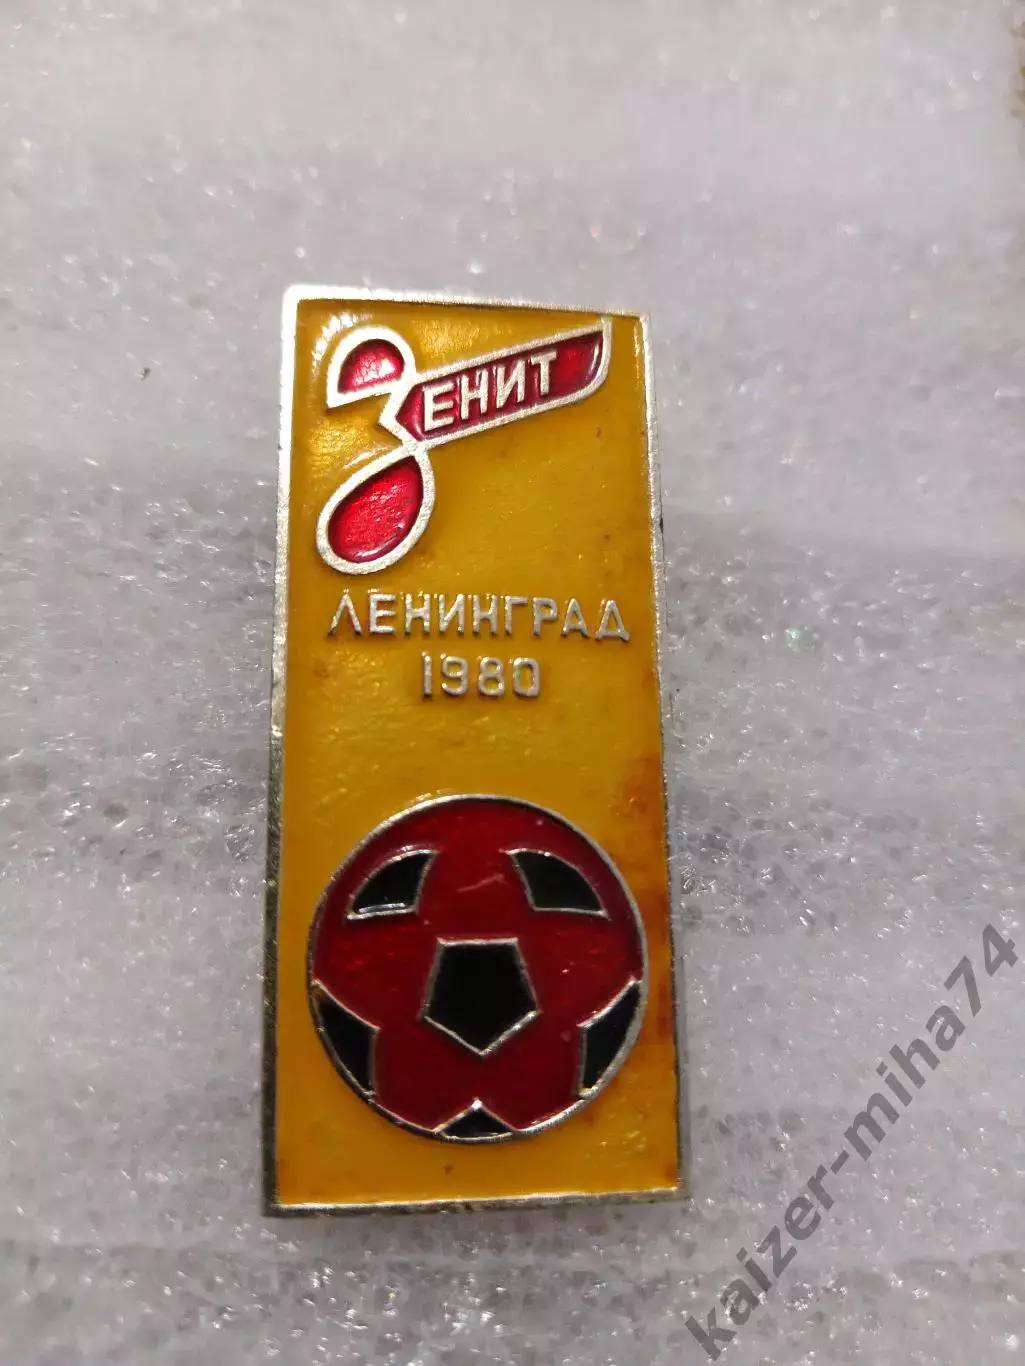 ЗЕНИТ
ЛЕНИНГРАД
1980
kaizer-miha74